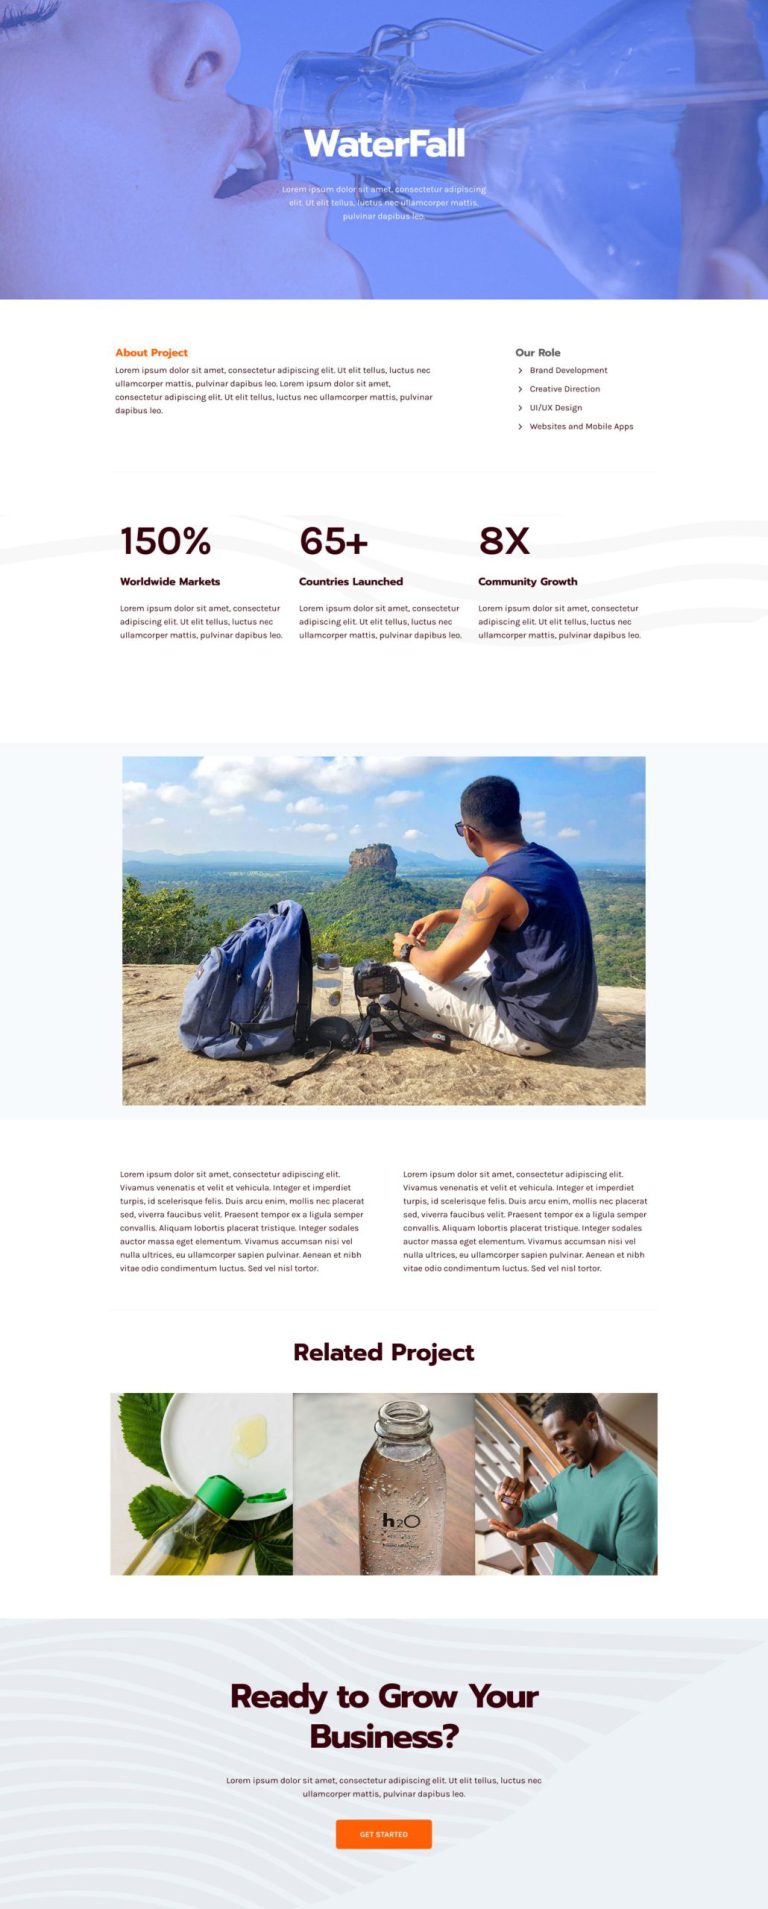 WaterFall
Lorem ipsum dolor sit amet, consectetur adipiscing
elit. Ut elit tellus, luctus nec ullamcorper mattis,
pulvinar dapibus leo.
About Project
Lorem ipsum dolor sit amet, consectetur adipiscing elit. Ut elit tellus, luctus nec
ullamcorper mattis, pulvinar dapibus leo. Lorem ipsum dolor sit amet,
consectetur adipiscing elit. Ut elit tellus, luctus nec ullamcorper mattis, pulvinar
dapibus leo.
Our Role
Brand Development
Creative Direction
UI/UX Design
Websites and Mobile Apps
150%
Worldwide Markets
Lorem ipsum dolor sit amet, consectetur
adipiscing elit. Ut elit tellus, luctus nec
ullamcorper mattis, pulvinar dapibus leo.
65+
Countries Launched
Lorem ipsum dolor sit amet, consectetur
adipiscing elit. Ut elit tellus, luctus nec
ullamcorper mattis, pulvinar dapibus leo.
8X
Community Growth
Lorem ipsum dolor sit amet, consectetur
adipiscing elit. Ut elit tellus, luctus nec
ullamcorper mattis, pulvinar dapibus leo.
Lorem ipsum dolor sit amet, consectetur adipiscing elit.
Vivamus venenatis et velit et vehicula. Integer et imperdiet
turpis, id scelerisque felis. Duis arcu enim, mollis nec placerat
sed, viverra faucibus velit. Praesent tempor ex a ligula semper
convallis. Aliquam lobortis placerat tristique. Integer sodales
auctor massa eget elementum. Vivamus accumsan nisi vel
nulla ultrices, eu ullamcorper sapien pulvinar. Aenean et nibh
vitae odio condimentum luctus. Sed vel nisl tortor.
Lorem ipsum dolor sit amet, consectetur adipiscing elit.
Vivamus venenatis et velit et vehicula. Integer et imperdiet
turpis, id scelerisque felis. Duis arcu enim, mollis nec placerat
sed, viverra faucibus velit. Praesent tempor ex a ligula semper
convallis. Aliquam lobortis placerat tristique. Integer sodales
auctor massa eget elementum. Vivamus accumsan nisi vel
nulla ultrices, eu ullamcorper sapien pulvinar. Aenean et nibh
vitae odio condimentum luctus. Sed vel nisl tortor.
Related Project
h2O
Ready to Grow Your
Business?
Lorem ipsum dolor sit amet, consectetur adipiscing elit. Ut elit tellus, luctus nec
ullamcorper mattis, pulvinar dapibus leo.
GET STARTED